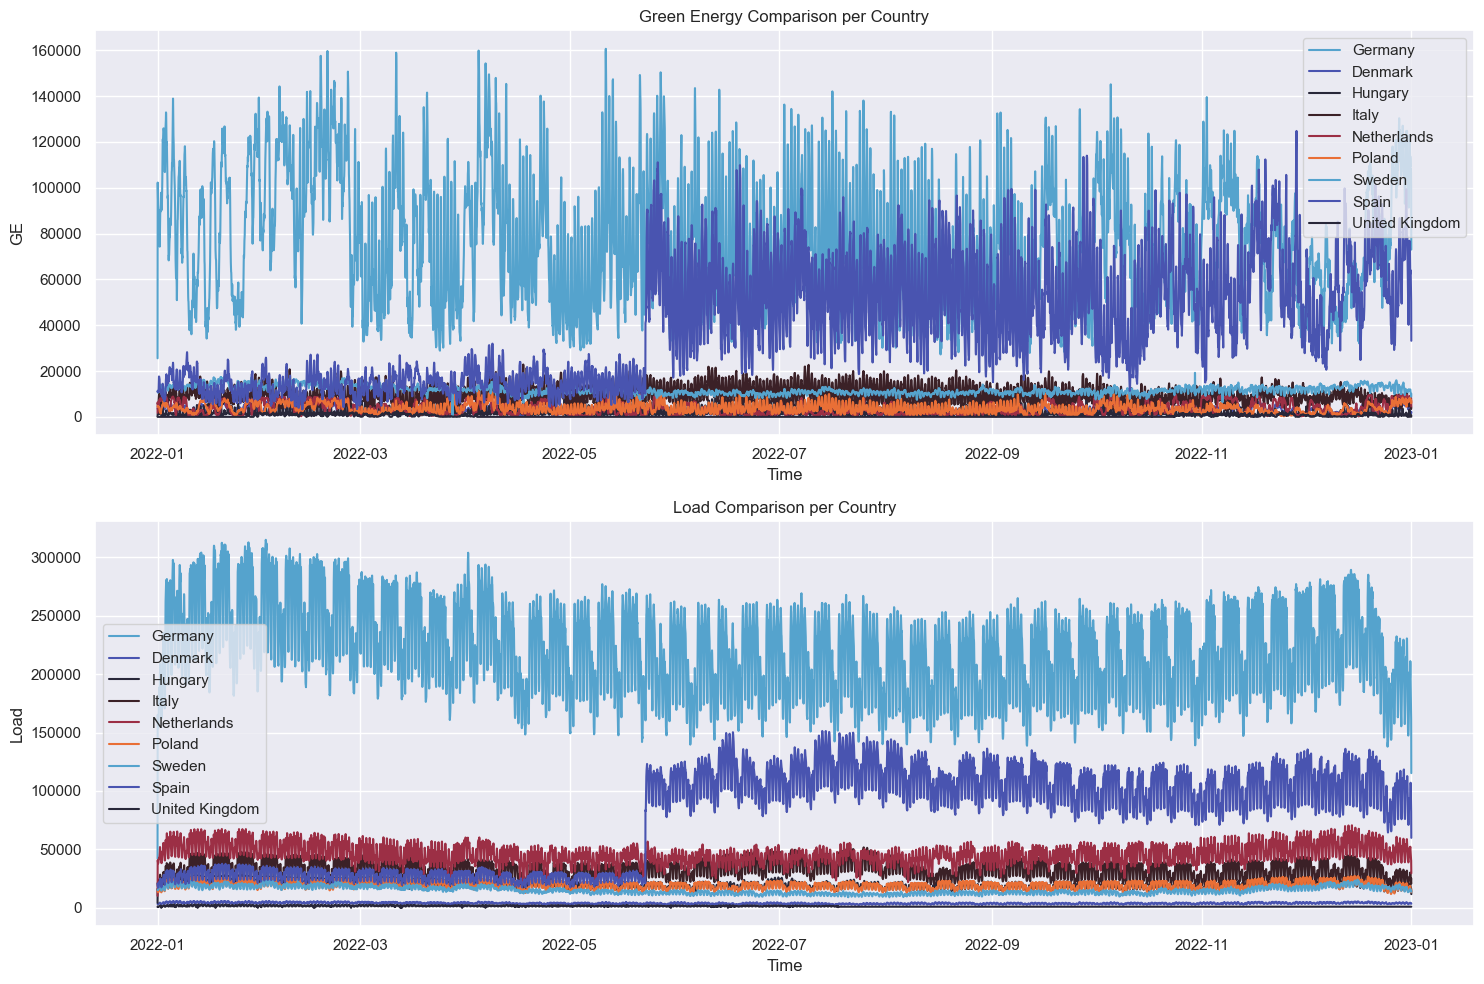 Green Energy Comparison per Country
160000
140000
120000
100000
80000
60000
40000
20000
0
GE
Germany
Denmark
Hungary
Italy
Netherlands
Poland
Sweden
Spain
United Kingdom
2022-01
2022-03
2022-05
2022-07
2022-09
2022-11
2023-01
Time
Load Comparison per Country
300000
250000
200000
150000
100000
50000
0
Load
Germany
Denmark
Hungary
Italy
Netherlands
Poland
Sweden
Spain
United Kingdom
2022-01
2022-03
2022-05
2022-07
2022-09
2022-11
2023-01
Time